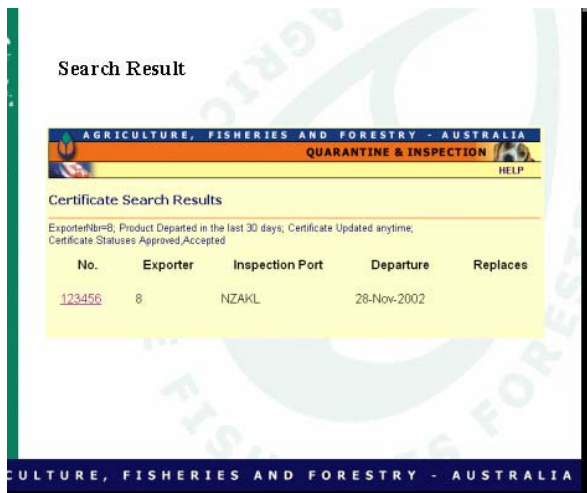 Search Result
AGRICULTURE, FISHERIES AND FORESTRY - AUSTRALIA
QUARANTINE & INSPECTION
HELP
Certificate Search Results
ExporterNbr=8; Product Departed in the last 30 days; Certificate Updated anytime;
Certificate Statuses Approved,Accepted
No. Exporter Inspection Port Departure Replaces
123456 8 NZAKL 28-Nov-2002
CULTURE, FISHERIES AND FORESTRY - AUSTRALIA